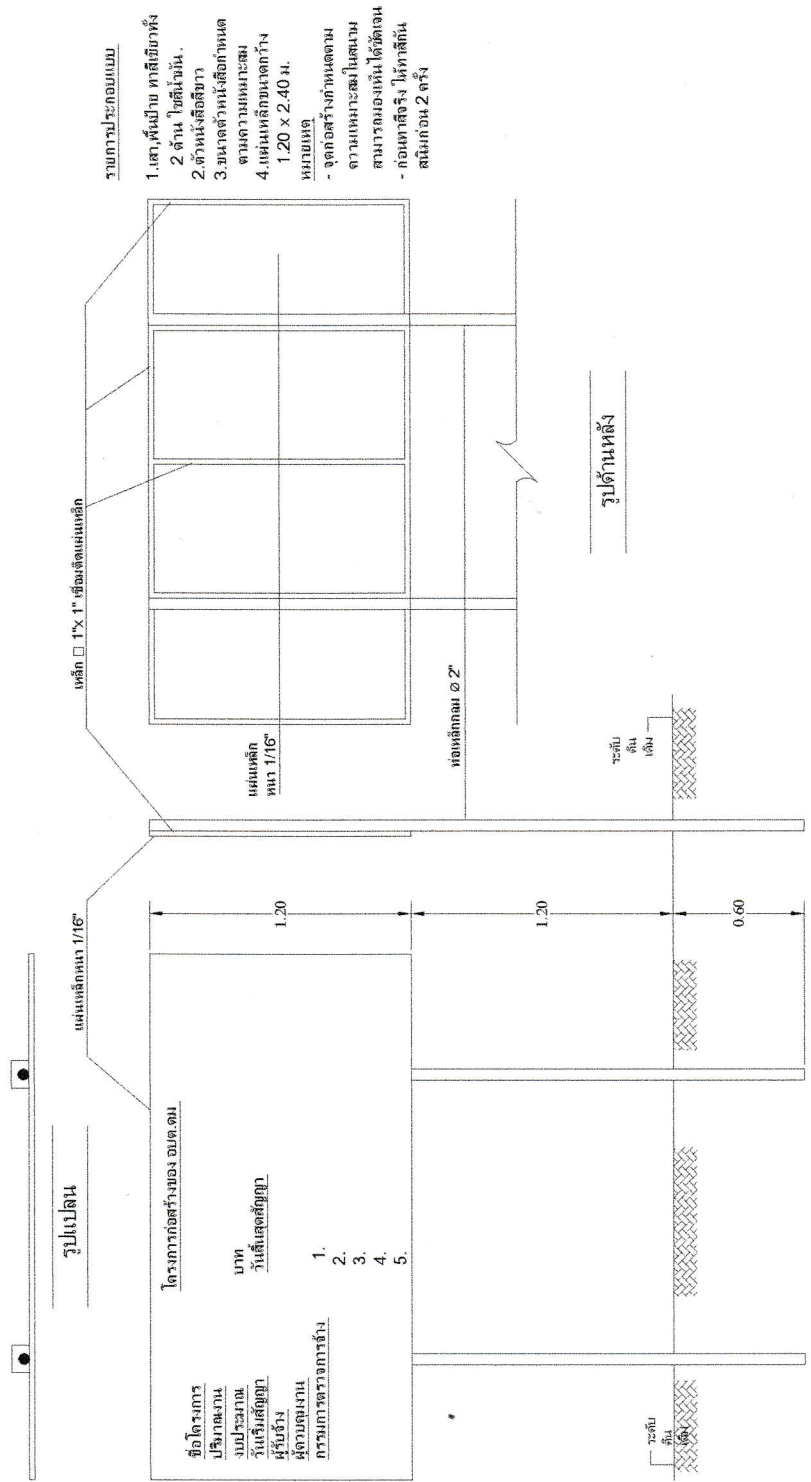 รูปแปลน
แผ่นเหล็กหนา 1/16"
โครงการก่อสร้างของ อบต.ตม
ชื่อโครงการ
ปริมาณงาน
งบประมาณ บาท
วันเริ่มสัญญา วันสิ้นสุดสัญญา
ผู้รับจ้าง
ผู้ควบคุมงาน
กรรมการตรวจการจ้าง 1.
2.
3.
4.
5.
1.20
1.20
0.60
ระดับ
ดิน
เดิม
เหล็ก □ 1"x 1" เชื่อมติดแผ่นเหล็ก
แผ่นเหล็ก
หนา 1/16"
ท่อเหล็กกลม Ø 2"
ระดับ
ดิน
เดิม
รูปด้านหลัง
รายการประกอบแบบ
1.เสา,พื้นป้าย ทาสีเขียวทั้ง
2 ด้าน ใช้สีน้ำมัน .
2.ตัวหนังสือสีขาว
3.ขนาดตัวหนังสือกำหนด
ตามความเหมาะสม
4.แผ่นเหล็กขนาดกว้าง
1.20 x 2.40 ม.
หมายเหตุ
- จุดก่อสร้างกำหนดตาม
ความเหมาะสมในสนาม
สามารถมองเห็นได้ชัดเจน
- ก่อนทาสีจริง ให้ทาสีกัน
สนิมก่อน 2 ครั้ง